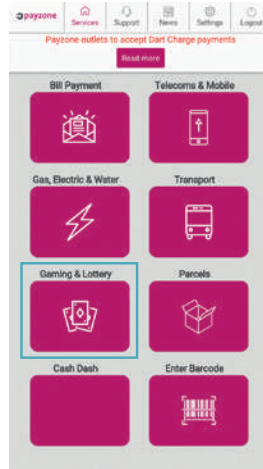 payzone
Services
Support
News
Settings
Logout
Payzone outlets to accept Dart Charge payments
Read more
Bill Payment
Telecoms & Mobile
Gas, Electric & Water
Transport
Gaming & Lottery
Parcels
Cash Dash
Enter Barcode